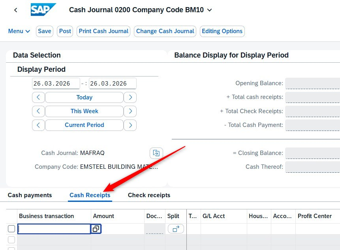 SAP Cash Journal 0200 Company Code BM10
Menu Save Post Print Cash Journal Change Cash Journal Editing Options
Data Selection
Balance Display for Display Period
Display Period
26.03.2026 - 26.03.2026
Today
This Week
Current Period
Opening Balance:
+ Total cash receipts:
+ Total Check Receipts:
- Total Cash Payment:
Cash Journal: MAFRAQ
= Closing Balance:
Company Code: EMSTEEL BUILDING MATE...
Cash Thereof:
Cash payments Cash Receipts Check receipts
Business transaction Amount Doc... Split T... G/L Acct Hous... Acco... Profit Center